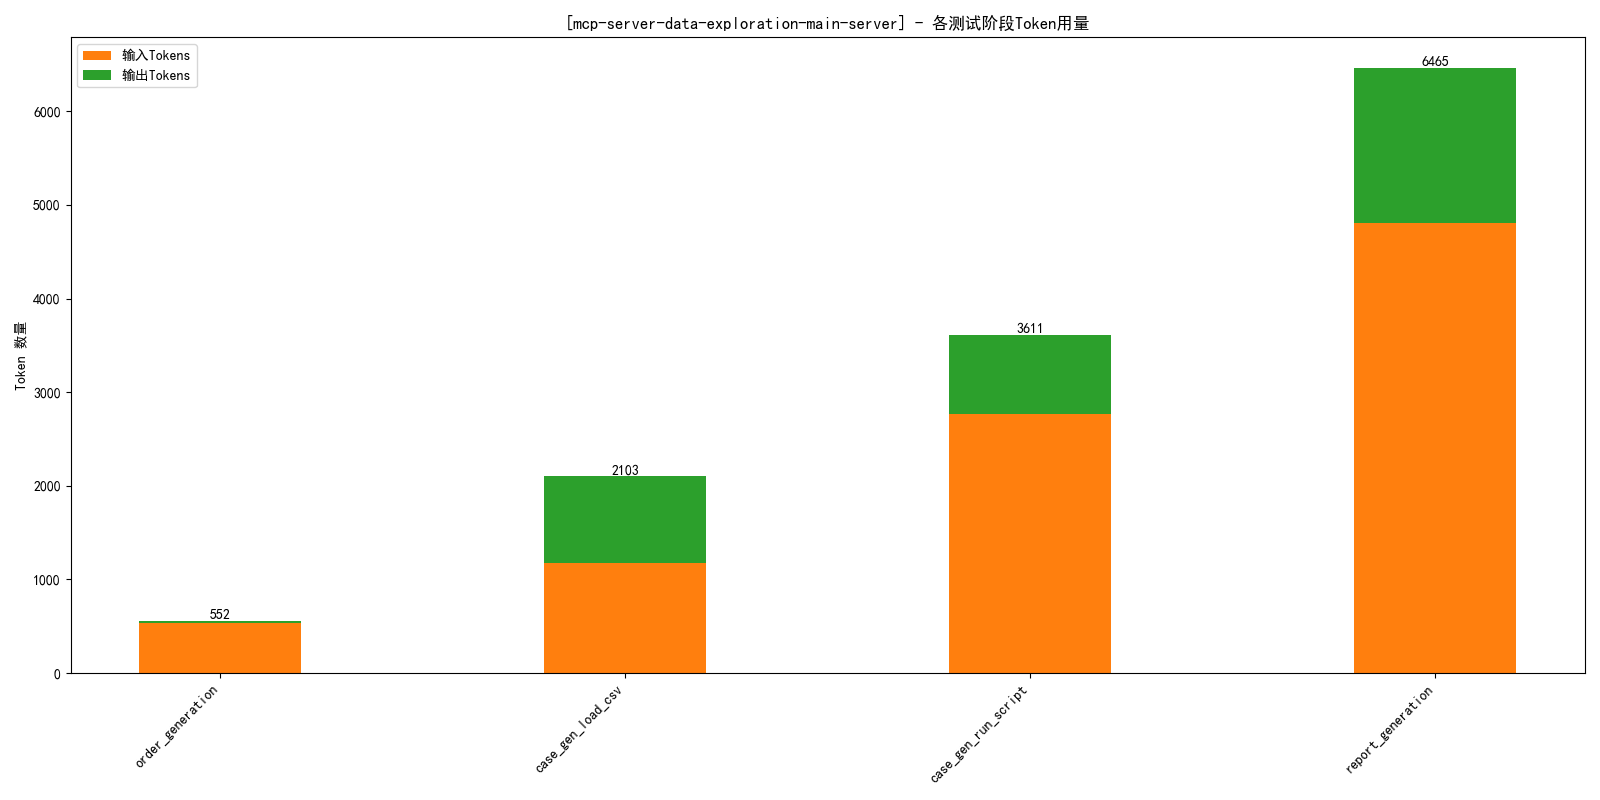 [mcp-server-data-exploration-main-server] - 各测试阶段Token用量
输入Tokens
输出Tokens
Token 数量
6000
5000
4000
3000
2000
1000
0
552
2103
3611
6465
order_generation
case_gen_load_csv
case_gen_run_script
report_generation